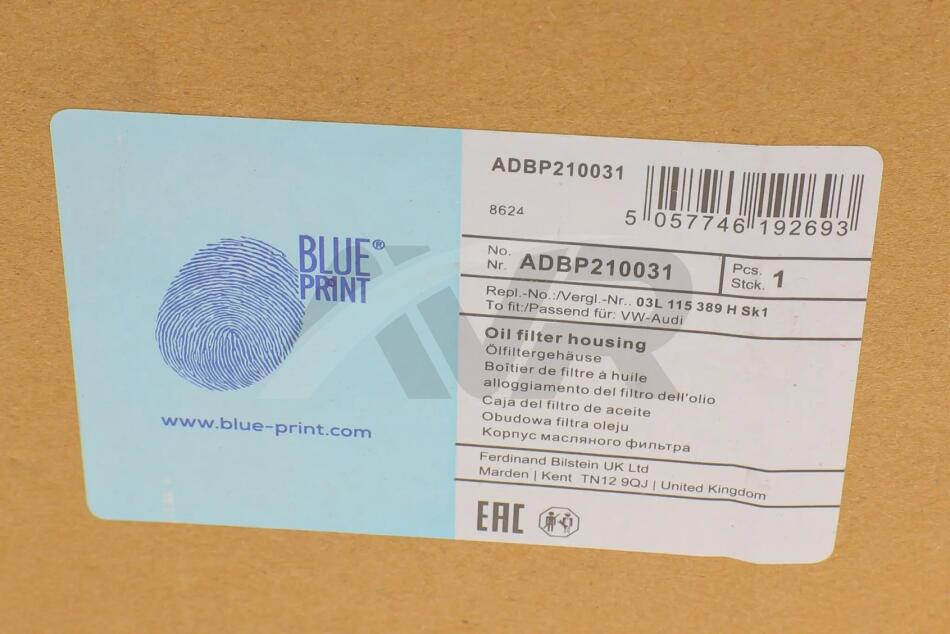 BLUE®
PRINT
www.blue-print.com
ADBP210031
8624
5 057746 192693
No.
Nr. ADBP210031
Pcs.
Stck. 1
Repl.-No.:/Vergl.-Nr.. 03L 115 389 H Sk1
To fit:/Passend für: VW-Audi
Oil filter housing
Ölfiltergehäuse
Boîtier de filtre à huile
alloggiamento del filtro dell'olio
Caja del filtro de aceite
Obudowa filtra oleju
Корпус масляного фильтра
Ferdinand Bilstein UK Ltd
Marden | Kent TN12 9QJ | United Kingdom
EAC
AVR